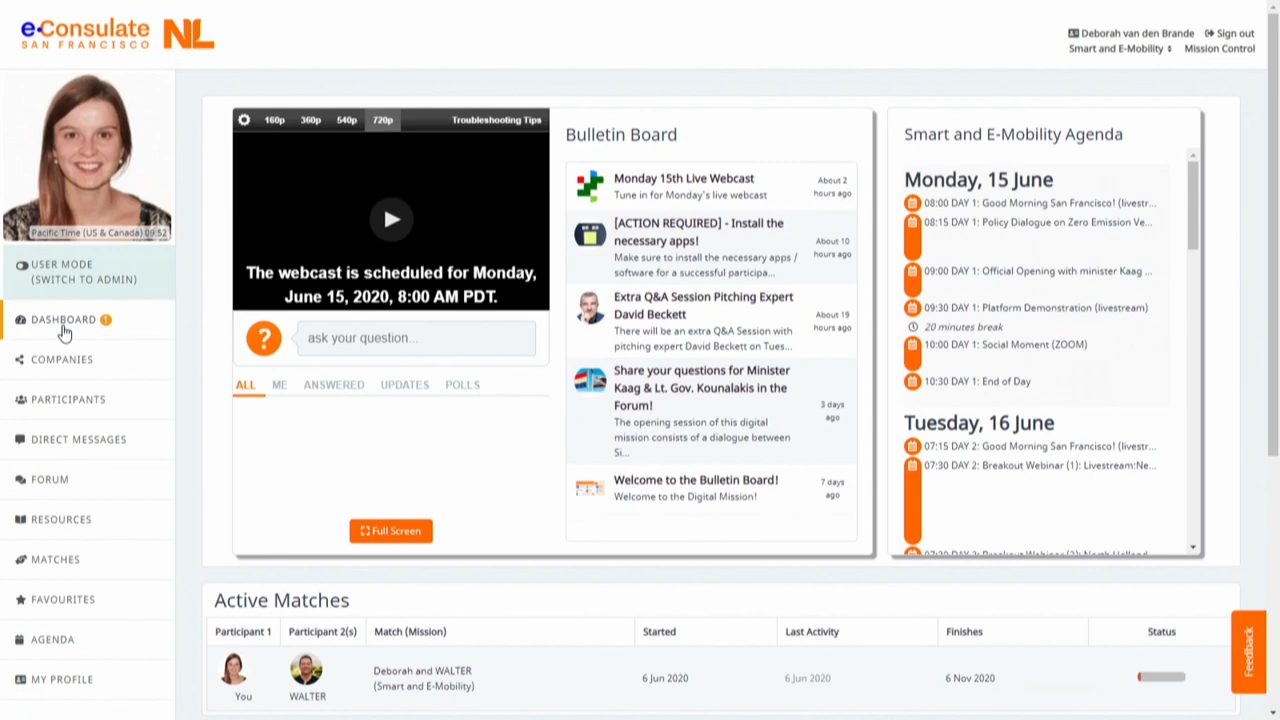 e-Consulate
SAN FRANCISCO
NL
Deborah van den Brande Sign out
Smart and E-Mobility Mission Control
Pacific Time (US & Canada) 09:52
USER MODE
(SWITCH TO ADMIN)
DASHBOARD 1
COMPANIES
PARTICIPANTS
DIRECT MESSAGES
FORUM
RESOURCES
MATCHES
FAVOURITES
AGENDA
MY PROFILE
160p 360p 540p 720p Troubleshooting Tips
The webcast is scheduled for Monday,
June 15, 2020, 8:00 AM PDT.
? ask your question...
ALL ME ANSWERED UPDATES POLLS
Full Screen
Bulletin Board
Monday 15th Live Webcast
Tune in for Monday's live webcast
About 2
hours ago
[ACTION REQUIRED] - Install the
necessary apps!
Make sure to install the necessary apps /
software for a successful participa...
About 10
hours ago
Extra Q&A Session Pitching Expert
David Beckett
There will be an extra Q&A Session with
pitching expert David Beckett on Tues...
About 19
hours ago
Share your questions for Minister
Kaag & Lt. Gov. Kounalakis in the
Forum!
The opening session of this digital
mission consists of a dialogue between
Si...
3 days
ago
Welcome to the Bulletin Board!
Welcome to the Digital Mission!
7 days
ago
Smart and E-Mobility Agenda
Monday, 15 June
08:00 DAY 1: Good Morning San Francisco! (livestr...
08:15 DAY 1: Policy Dialogue on Zero Emission Ve...
09:00 DAY 1: Official Opening with minister Kaag ...
09:30 DAY 1: Platform Demonstration (livestream)
20 minutes break
10:00 DAY 1: Social Moment (ZOOM)
10:30 DAY 1: End of Day
Tuesday, 16 June
07:15 DAY 2: Good Morning San Francisco! (livestr...
07:30 DAY 2: Breakout Webinar (1): Livestream:Ne...
07:30 DAY 2: Breakout Webinar (2): North Holland
Active Matches
Participant 1 Participant 2(s) Match (Mission) Started Last Activity Finishes Status
You WALTER
Deborah and WALTER
(Smart and E-Mobility)
6 Jun 2020 6 Jun 2020 6 Nov 2020
Feedback